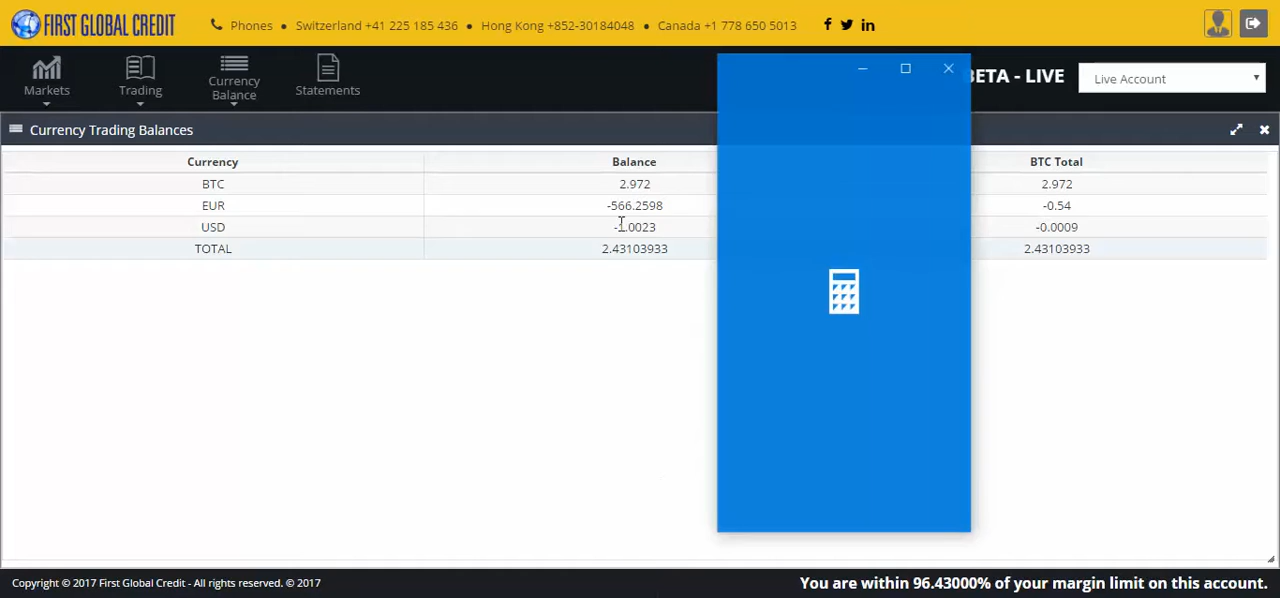 FIRST GLOBAL CREDIT
Phones • Switzerland +41 225 185 436 • Hong Kong +852-30184048 • Canada +1 778 650 5013
Markets
Trading
Currency
Balance
Statements
BETA - LIVE
Live Account
Currency Trading Balances
Currency Balance BTC Total
BTC 2.972 2.972
EUR -566.2598 -0.54
USD -1.0023 -0.0009
TOTAL 2.43103933 2.43103933
Copyright © 2017 First Global Credit - All rights reserved. © 2017
You are within 96.43000% of your margin limit on this account.